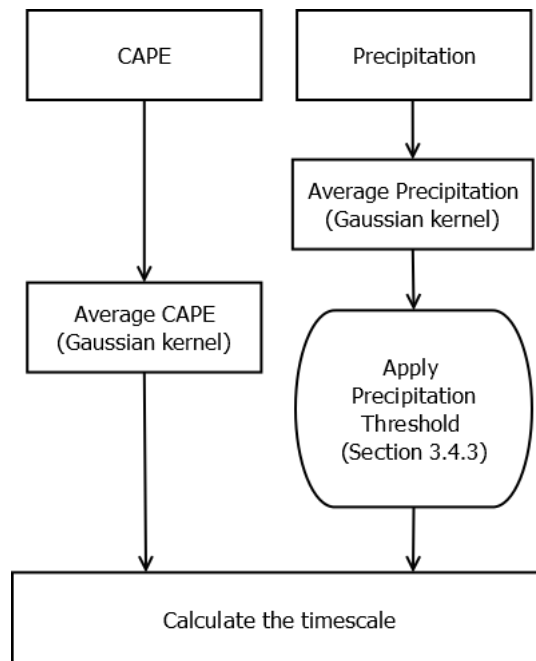 CAPE
Precipitation
Average Precipitation
(Gaussian kernel)
Average CAPE
(Gaussian kernel)
Apply
Precipitation
Threshold
(Section 3.4.3)
Calculate the timescale